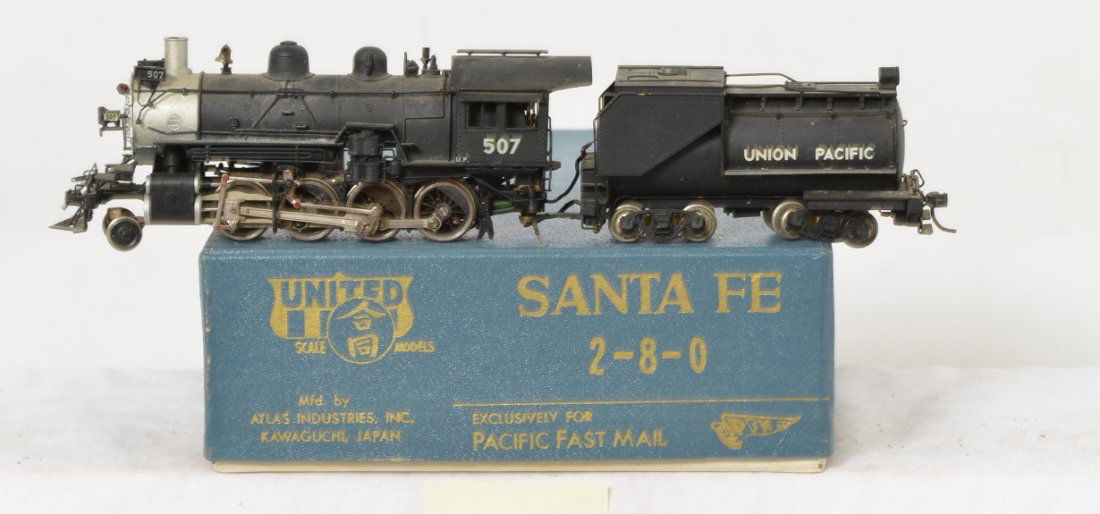 507
507
U.P.
507
UNION PACIFIC
UNITED
合同
SCALE MODELS
Mfd. by
ATLAS INDUSTRIES, INC.
KAWAGUCHI, JAPAN
SANTA FE
2-8-0
EXCLUSIVELY FOR
PACIFIC FAST MAIL
PFM